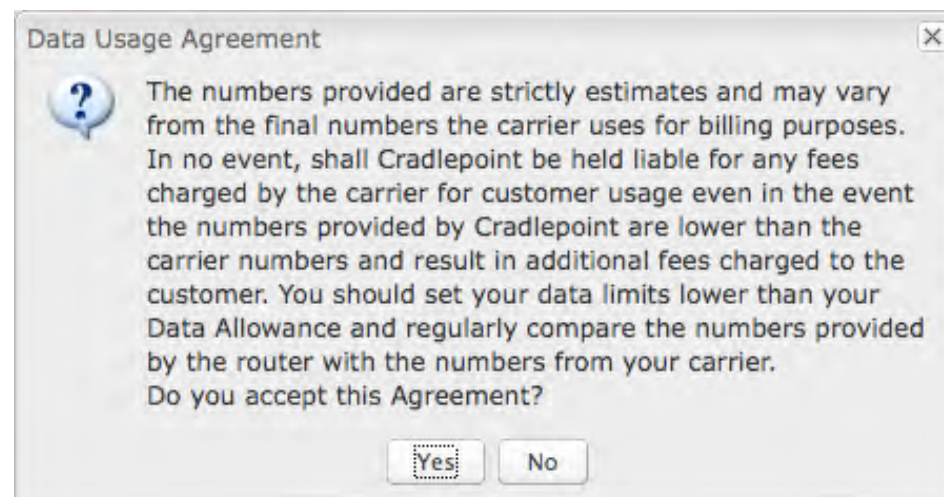 Data Usage Agreement
?
The numbers provided are strictly estimates and may vary
from the final numbers the carrier uses for billing purposes.
In no event, shall Cradlepoint be held liable for any fees
charged by the carrier for customer usage even in the event
the numbers provided by Cradlepoint are lower than the
carrier numbers and result in additional fees charged to the
customer. You should set your data limits lower than your
Data Allowance and regularly compare the numbers provided
by the router with the numbers from your carrier.
Do you accept this Agreement?
Yes No